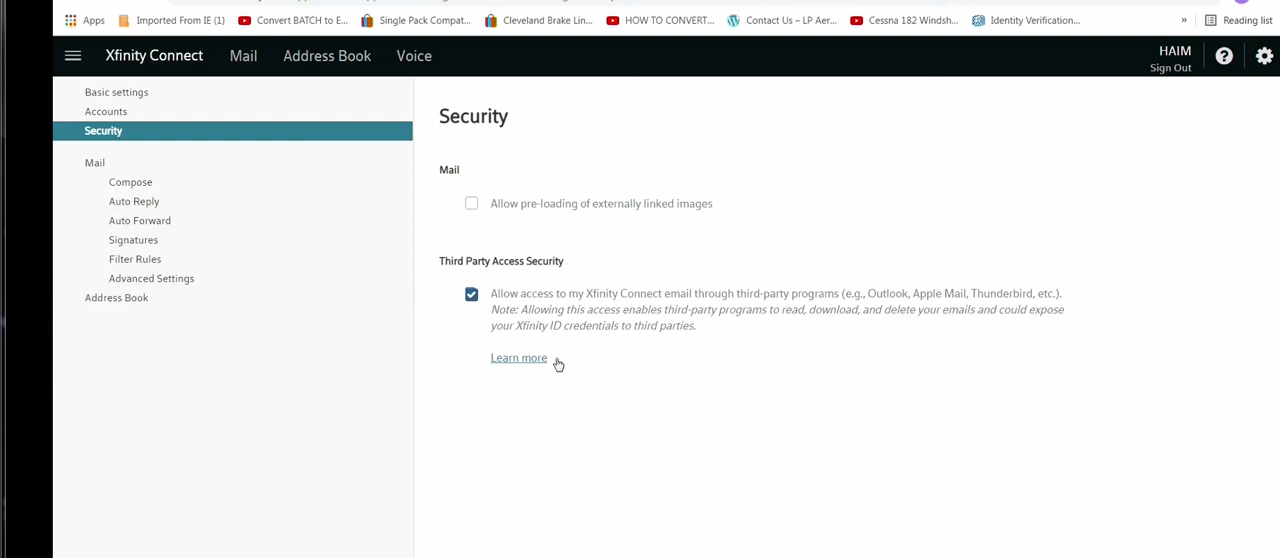 Apps Imported From IE (1) Convert BATCH to E... Single Pack Compat... Cleveland Brake Lin... HOW TO CONVERT... Contact Us – LP Aer... Cessna 182 Windsh... Identity Verification... » Reading list
Xfinity Connect Mail Address Book Voice HAIM
Sign Out
Basic settings
Accounts
Security
Mail
Compose
Auto Reply
Auto Forward
Signatures
Filter Rules
Advanced Settings
Address Book
Security
Mail
Allow pre-loading of externally linked images
Third Party Access Security
Allow access to my Xfinity Connect email through third-party programs (e.g., Outlook, Apple Mail, Thunderbird, etc.).
Note: Allowing this access enables third-party programs to read, download, and delete your emails and could expose
your Xfinity ID credentials to third parties.
Learn more